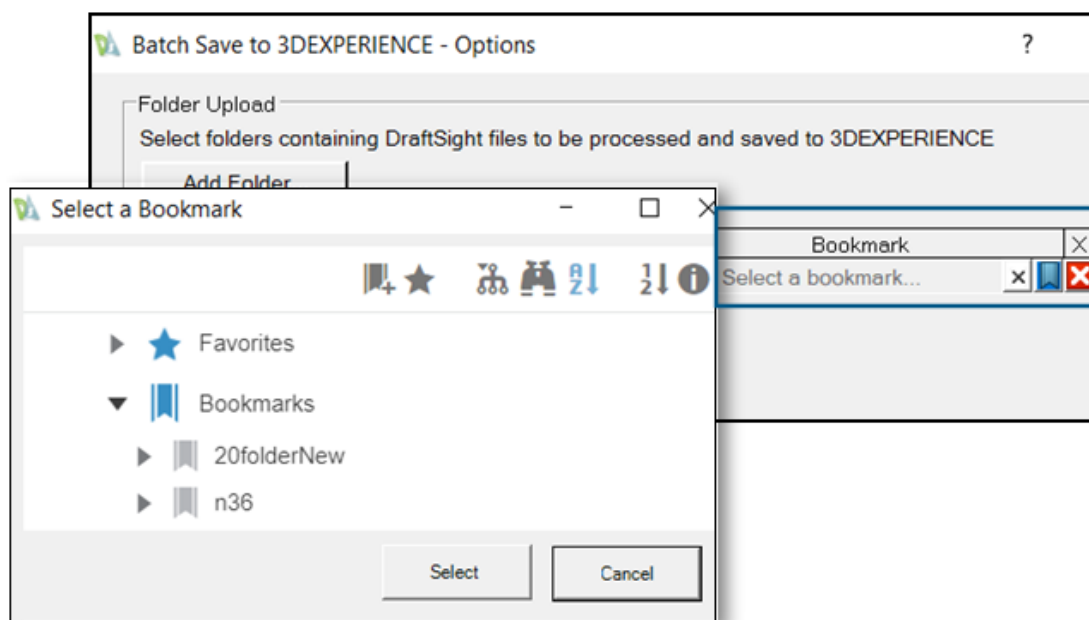 Batch Save to 3DEXPERIENCE - Options
?
Folder Upload
Select folders containing DraftSight files to be processed and saved to 3DEXPERIENCE
Add Folder
Select a Bookmark
Bookmark
Select a bookmark...
Favorites
Bookmarks
20folderNew
n36
Select
Cancel